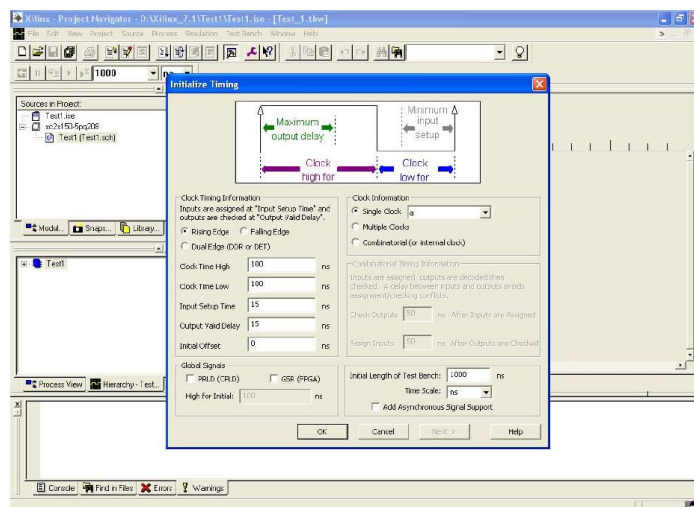 Xilinx - Project Navigator - D:\Xilinx_7.1\Test1\Test1.ise - [Test_1.tbw]
File Edit View Project Source Process Simulation Test Bench Window Help
1000 ns
Initialize Timing
Sources in Project:
Test1.ise
xc2s150-5pq208
Test1 (Test1.sch)
Modul... Snaps... Library...
Test1
Process View Hierarchy - Test...
Maximum output delay
Minimum input setup
Clock high for
Clock low for
Clock Timing Information
Inputs are assigned at "Input Setup Time" and
outputs are checked at "Output Valid Delay".
Rising Edge Falling Edge
Dual Edge (DDR or DET)
Clock Time High 100 ns
Clock Time Low 100 ns
Input Setup Time 15 ns
Output Valid Delay 15 ns
Initial Offset 0 ns
Global Signals
PRLD (CPLD) GSR (FPGA)
High for Initial: 100 ns
Clock Information
Single Clock a
Multiple Clocks
Combinatorial (or internal clock)
Combinatorial Timing Information
Inputs are assigned, outputs are decoded then
checked. A delay between inputs and outputs avoids
assignment/checking conflicts.
Check Outputs 50 ns After Inputs are Assigned
Assign Inputs 50 ns After Outputs are Checked
Initial Length of Test Bench: 1000 ns
Time Scale: ns
Add Asynchronous Signal Support
OK Cancel Next > Help
Console Find in Files Errors Warnings